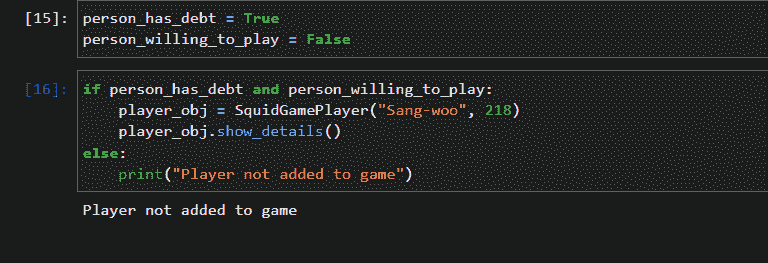 [15]: person_has_debt = True
person_willing_to_play = False
[16]: if person_has_debt and person_willing_to_play:
    player_obj = SquidGamePlayer("Sang-woo", 218)
    player_obj.show_details()
else:
    print("Player not added to game")
Player not added to game